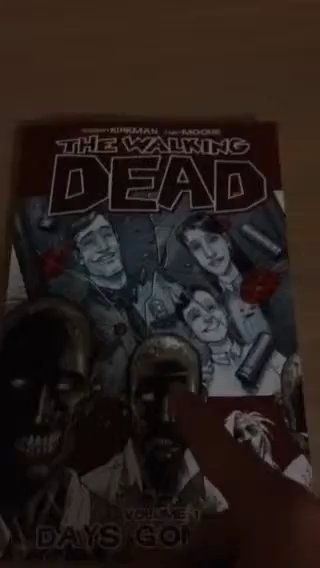 KIRKMAN MOORE
THE WALKING
DEAD
VOLUME 1
DAYS GON